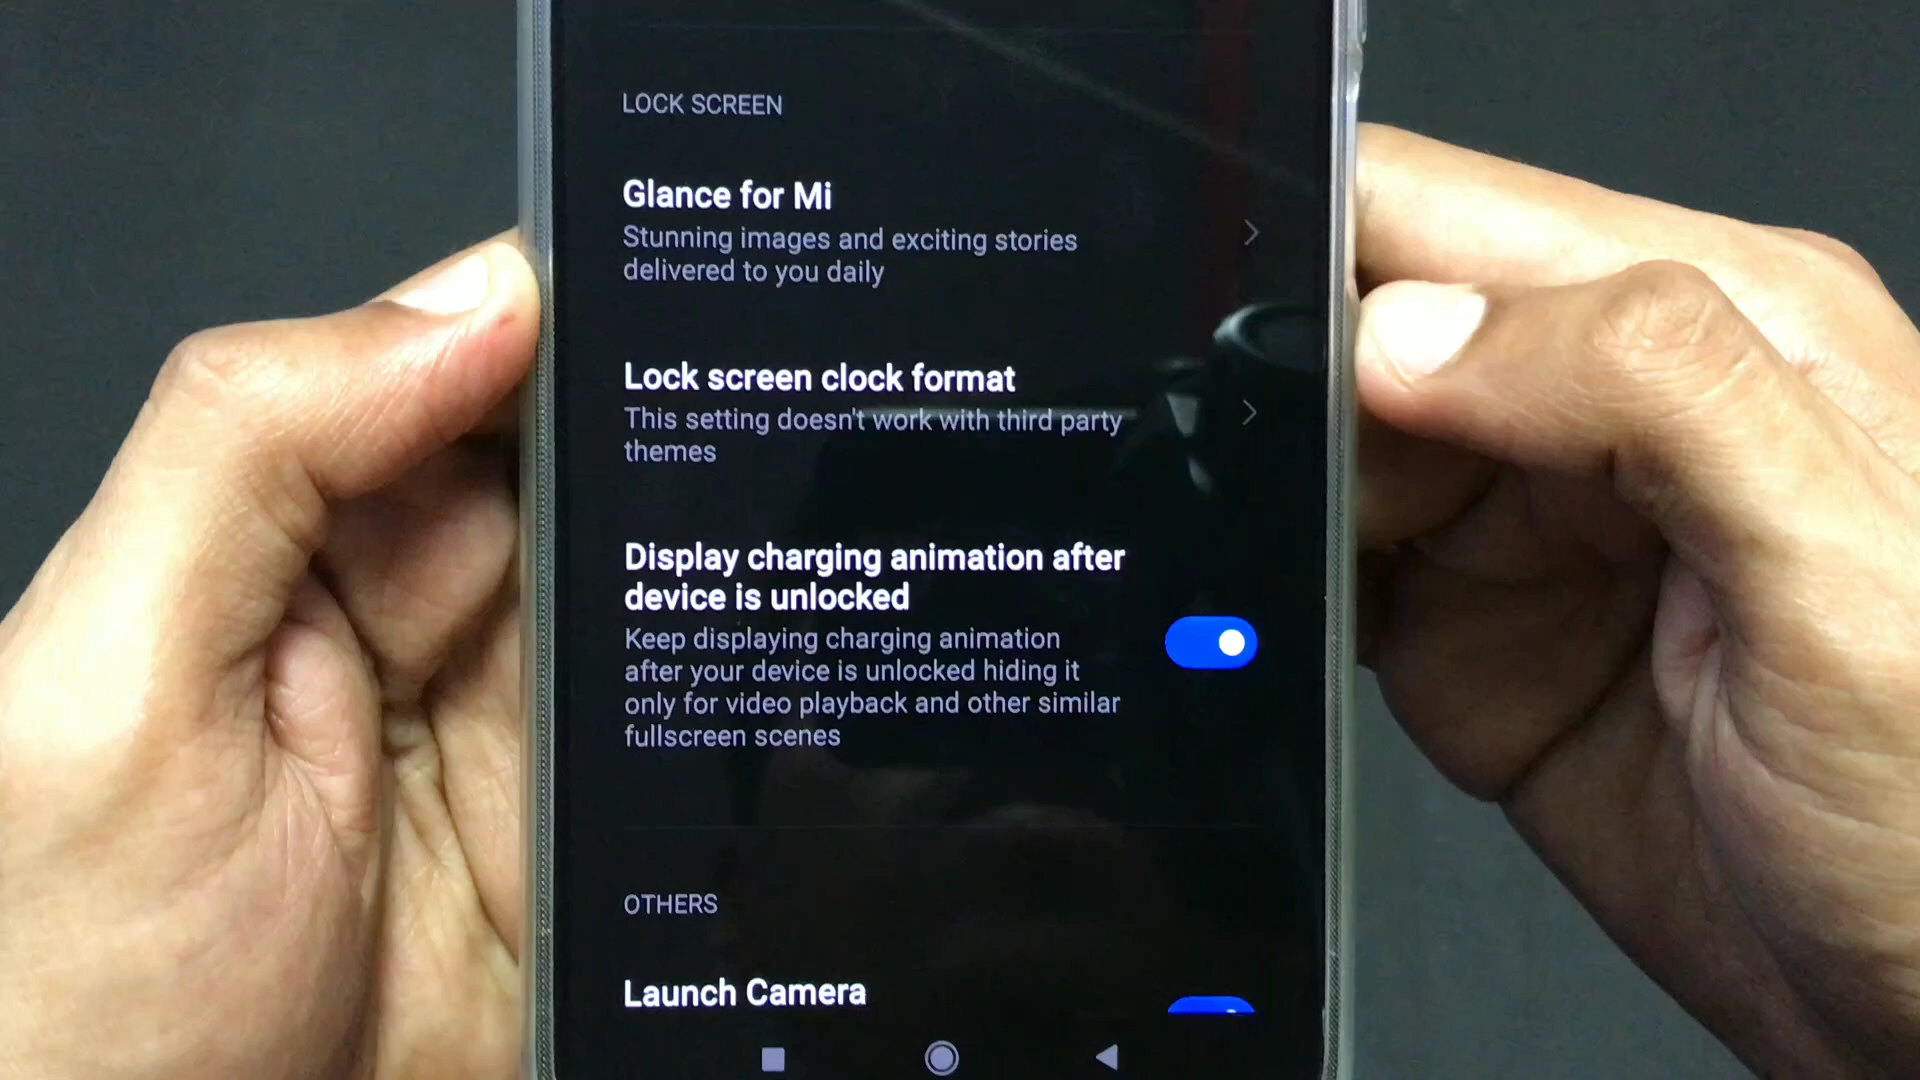 LOCK SCREEN
Glance for Mi
Stunning images and exciting stories
delivered to you daily
Lock screen clock format
This setting doesn't work with third party
themes
Display charging animation after
device is unlocked
Keep displaying charging animation
after your device is unlocked hiding it
only for video playback and other similar
fullscreen scenes
OTHERS
Launch Camera